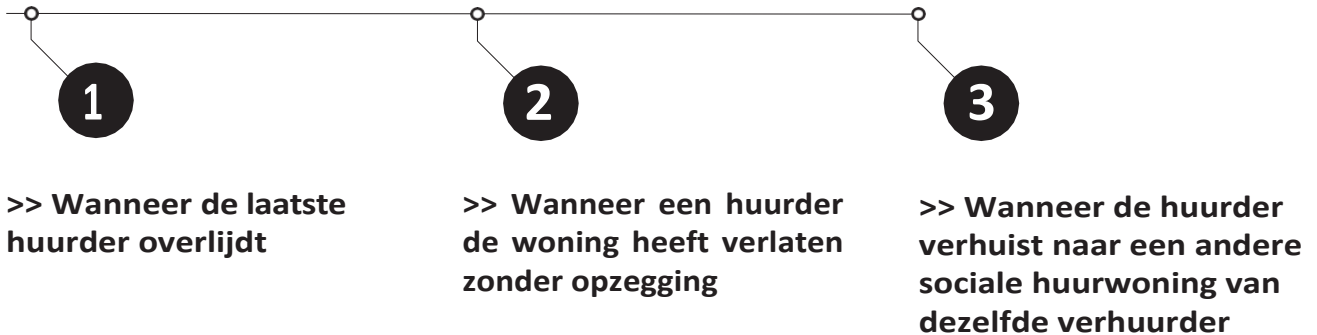 1
>> Wanneer de laatste
huurder overlijdt
2
>> Wanneer een huurder
de woning heeft verlaten
zonder opzegging
3
>> Wanneer de huurder
verhuist naar een andere
sociale huurwoning van
dezelfde verhuurder